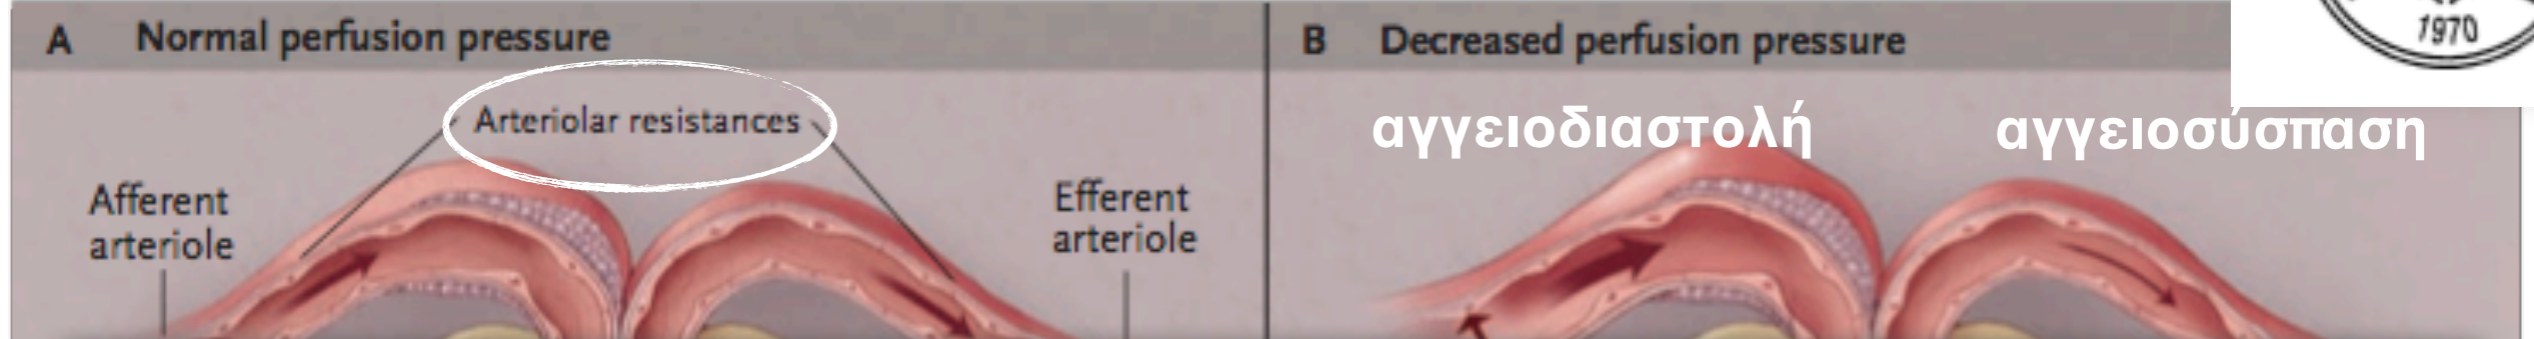 A Normal perfusion pressure
Arteriolar resistances
Afferent
arteriole
Efferent
arteriole
B Decreased perfusion pressure
1970
αγγειοδιαστολή αγγειοσύσπαση